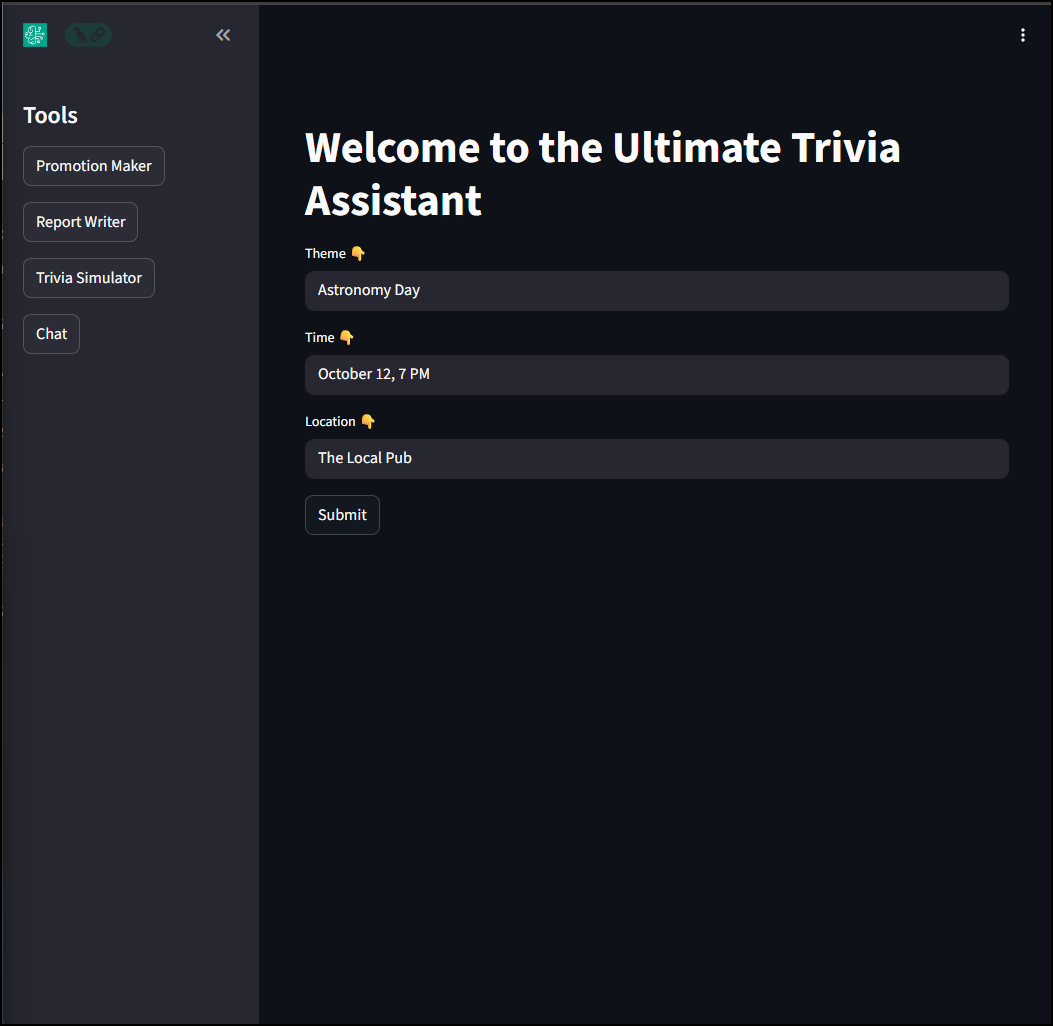 Tools
Promotion Maker
Report Writer
Trivia Simulator
Chat
Welcome to the Ultimate Trivia
Assistant
Theme 👇
Astronomy Day
Time 👇
October 12, 7 PM
Location 👇
The Local Pub
Submit